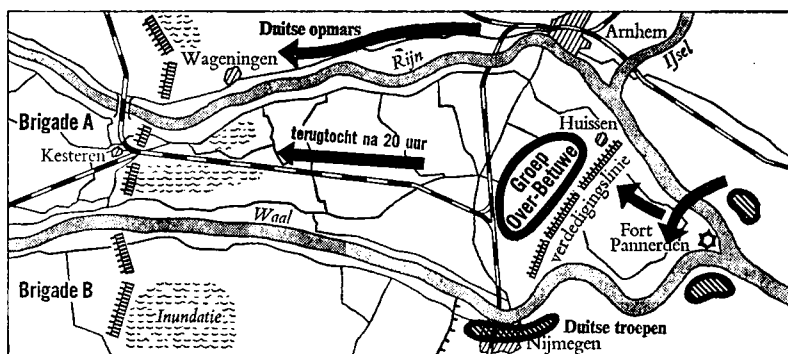 Duitse opmars
Arnhem
Wageningen
Rijn
IJsel
Brigade A
terugtocht na 20 uur
Huissen
Kesteren
Groep
Over-Betuwe
verdedigingslinie
Waal
Fort
Pannerden
Brigade B
Inundatie
Duitse troepen
Nijmegen